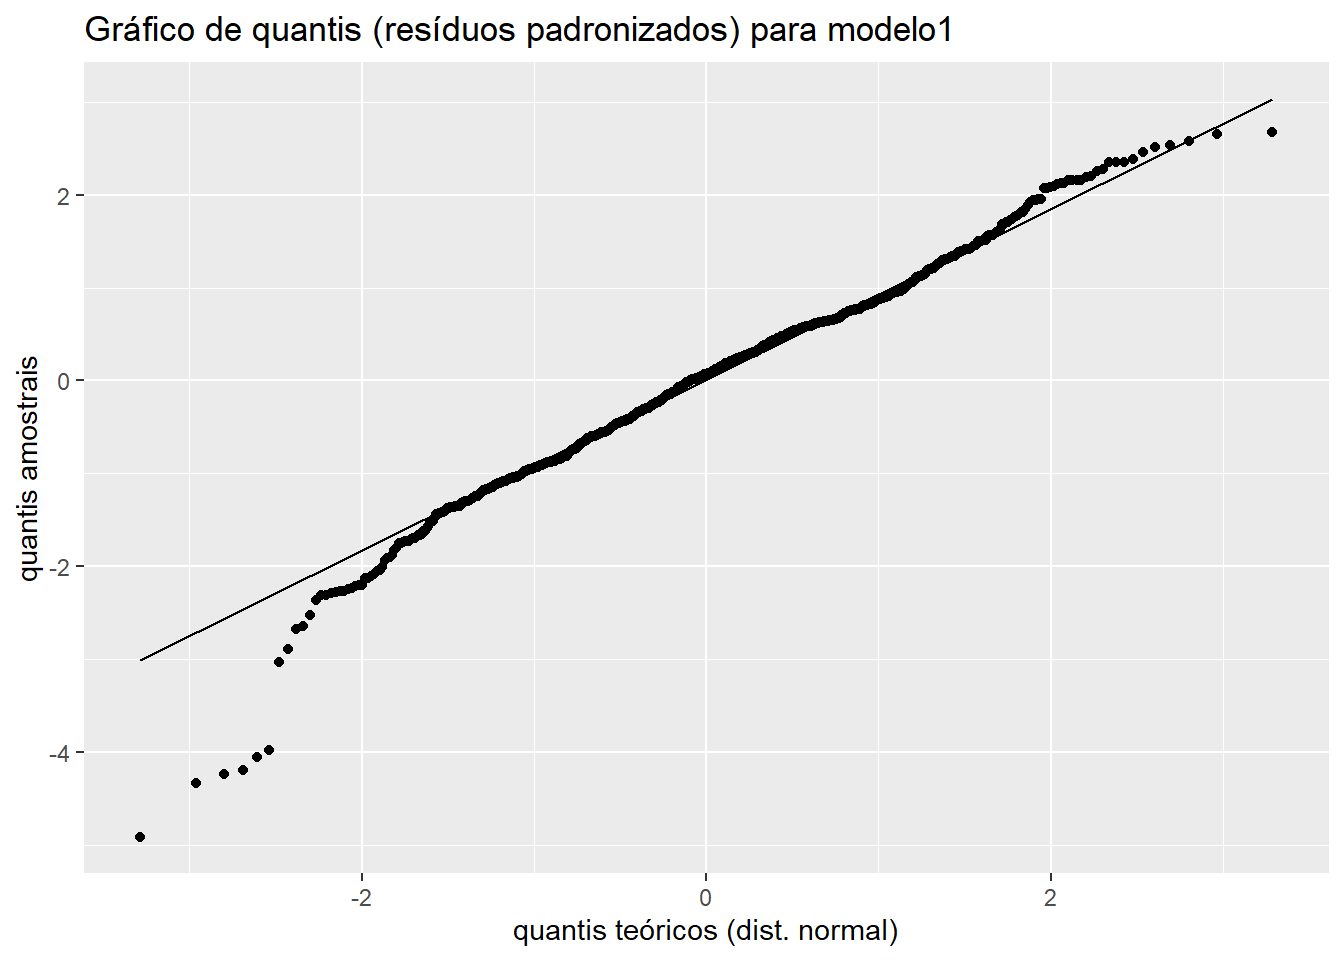 Gráfico de quantis (resíduos padronizados) para modelo1
quantis amostrais
2
0
-2
-4
-2
0
2
quantis teóricos (dist. normal)